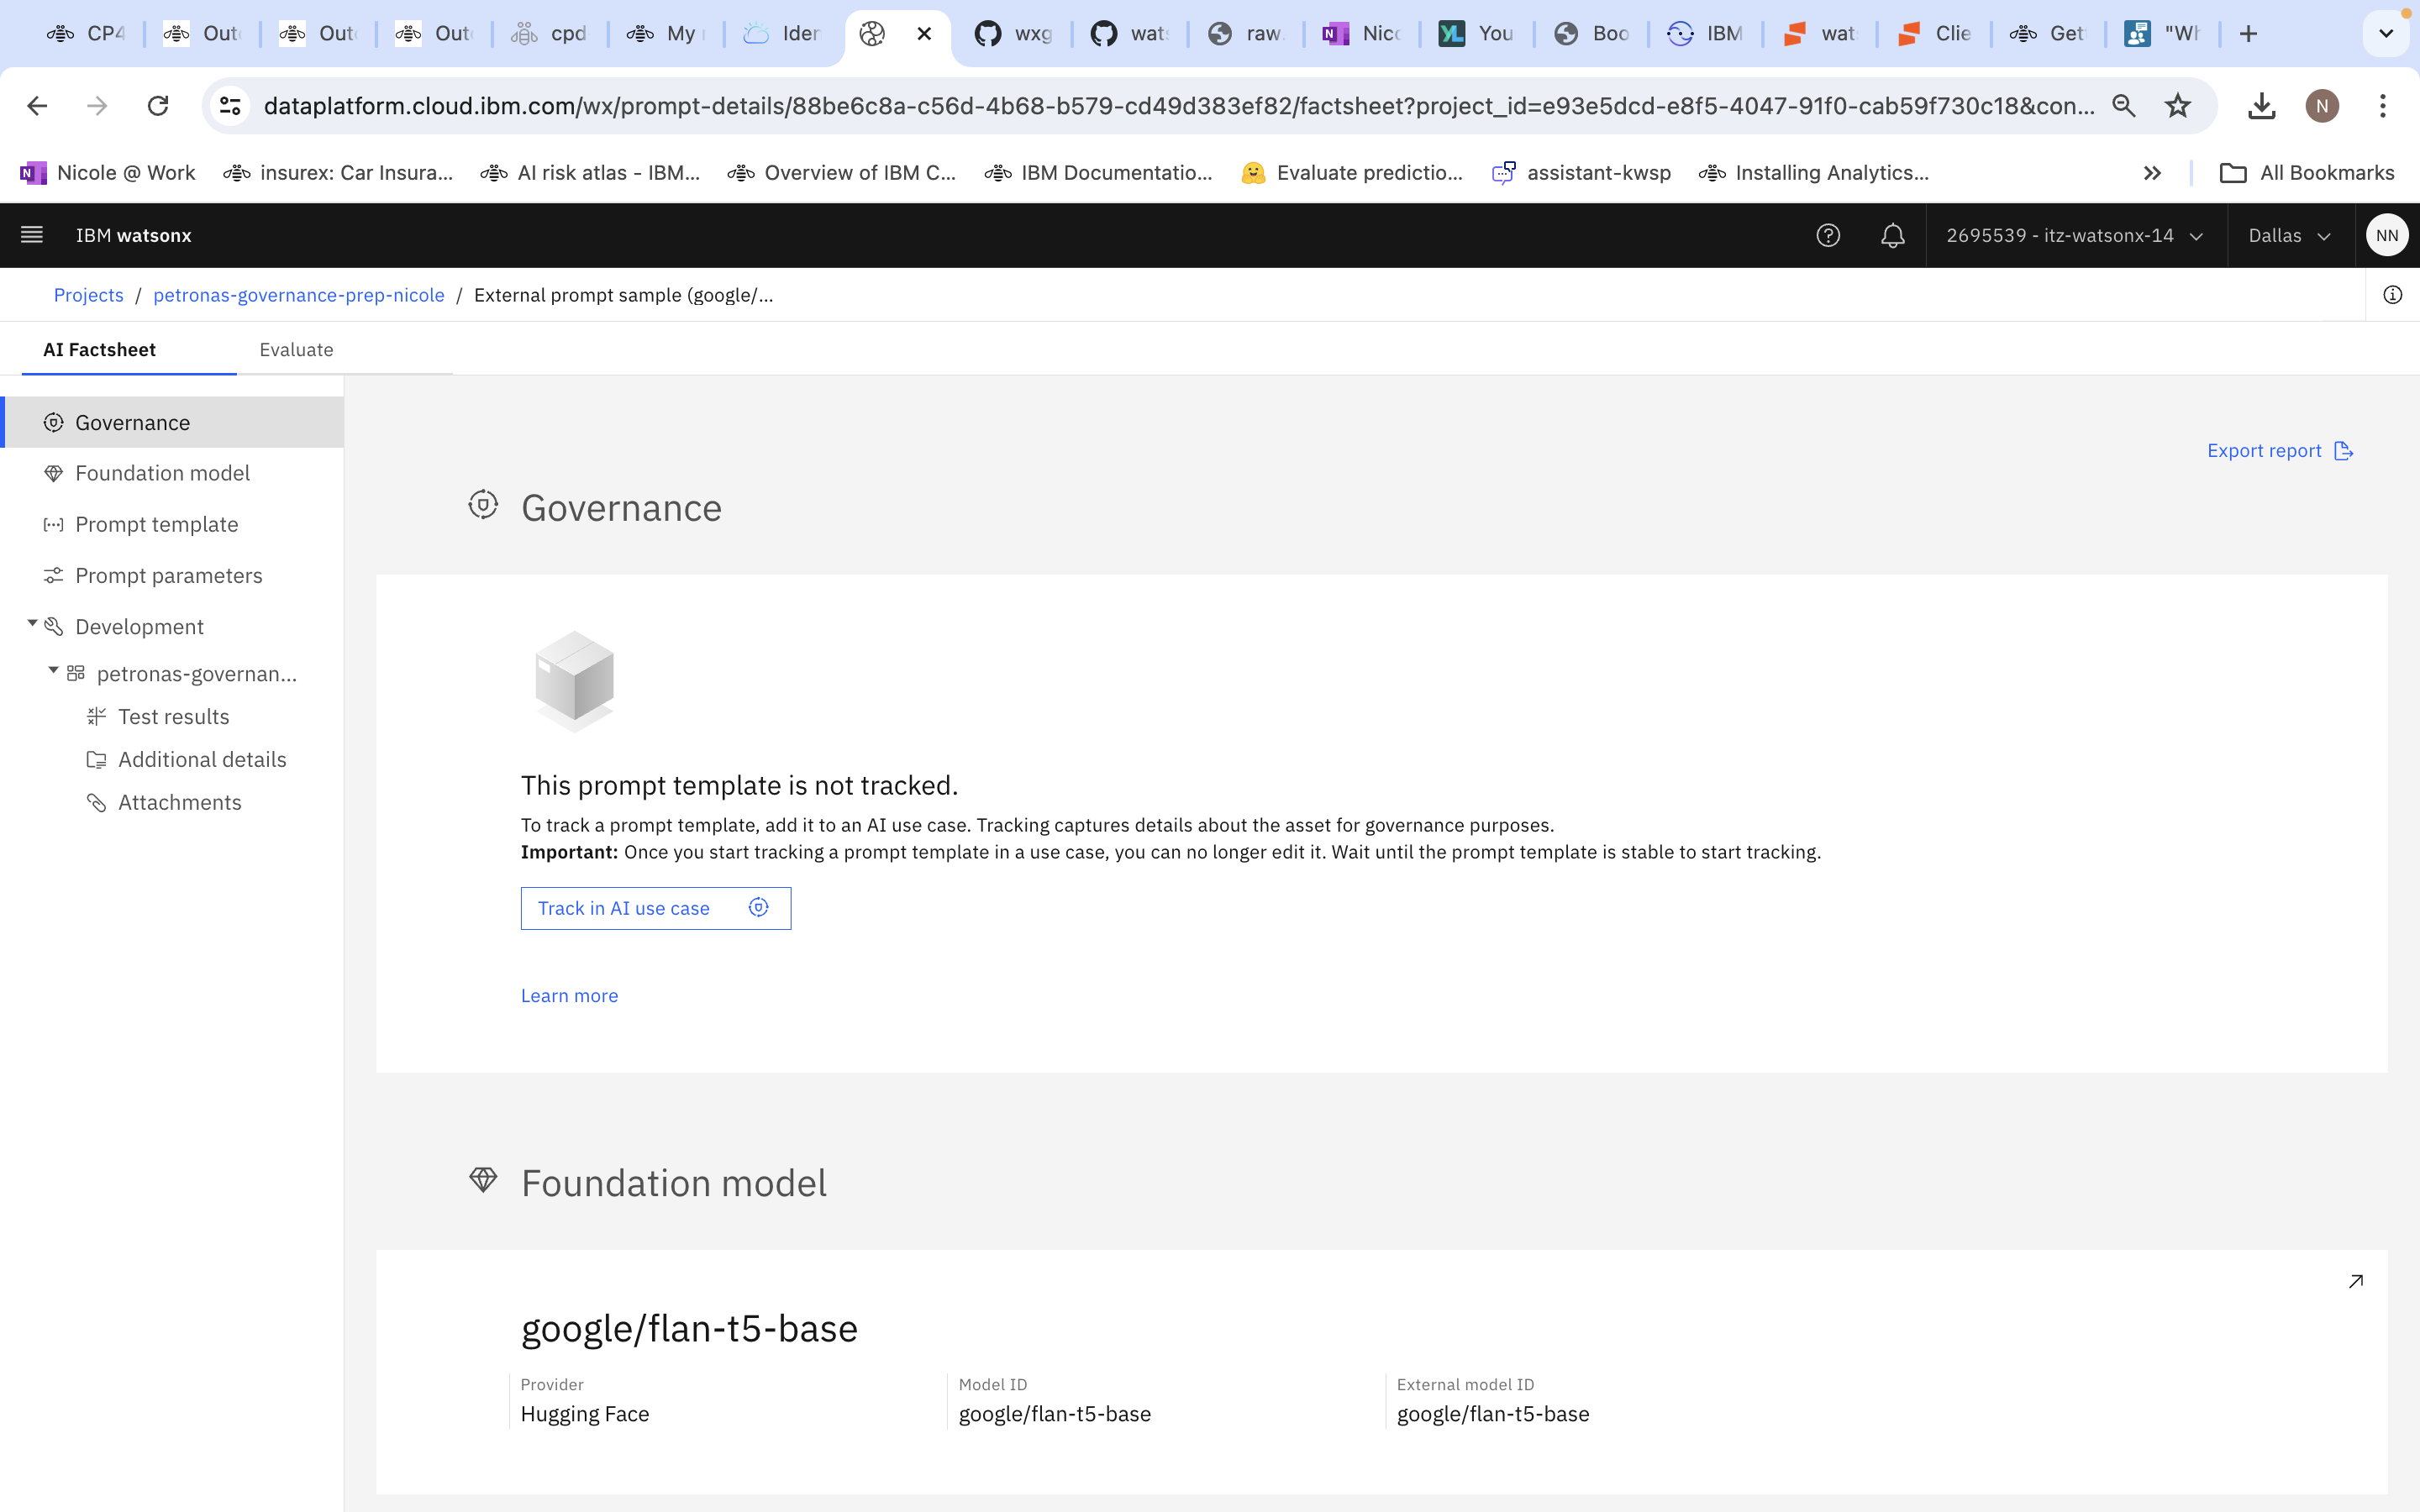 CP4 Out Out Out cpd My Iden wxg wat raw. Nicc You Boo IBM wat Clie Get "Wh
dataplatform.cloud.ibm.com/wx/prompt-details/88be6c8a-c56d-4b68-b579-cd49d383ef82/factsheet?project_id=e93e5dcd-e8f5-4047-91f0-cab59f730c18&con... N
Nicole @ Work insurex: Car Insura... AI risk atlas - IBM... Overview of IBM C... IBM Documentatio... Evaluate predictio... assistant-kwsp Installing Analytics... All Bookmarks
IBM watsonx 2695539 - itz-watsonx-14 Dallas NN
Projects / petronas-governance-prep-nicole / External prompt sample (google/...
AI Factsheet Evaluate
Governance
Foundation model
Prompt template
Prompt parameters
Development
petronas-governan...
Test results
Additional details
Attachments
Export report
Governance
This prompt template is not tracked.
To track a prompt template, add it to an AI use case. Tracking captures details about the asset for governance purposes.
Important: Once you start tracking a prompt template in a use case, you can no longer edit it. Wait until the prompt template is stable to start tracking.
Track in AI use case
Learn more
Foundation model
google/flan-t5-base
Provider Model ID External model ID
Hugging Face google/flan-t5-base google/flan-t5-base